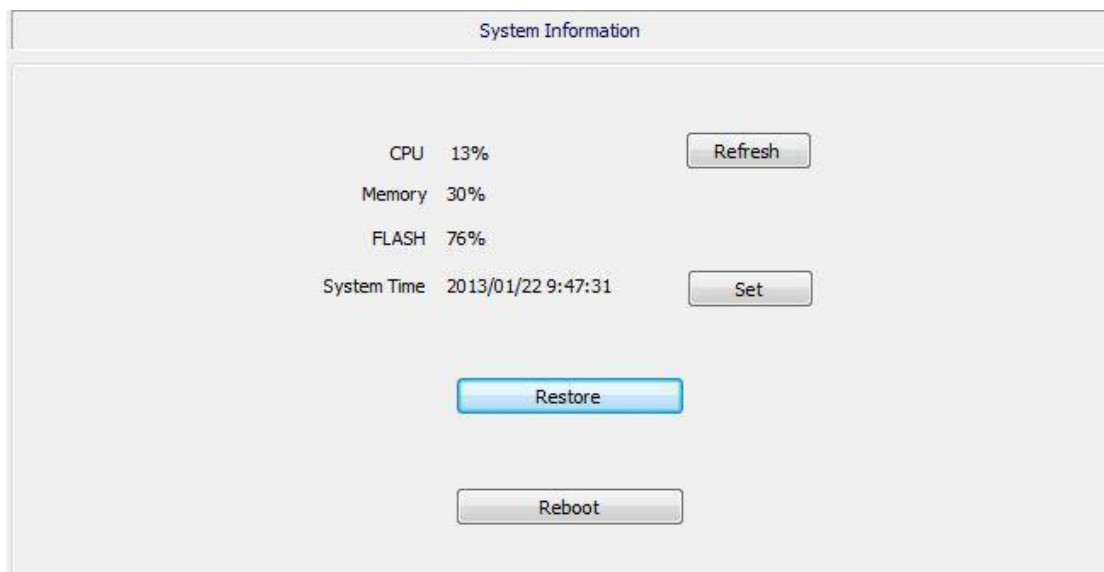 System Information
CPU 13% Refresh
Memory 30%
FLASH 76%
System Time 2013/01/22 9:47:31 Set
Restore
Reboot